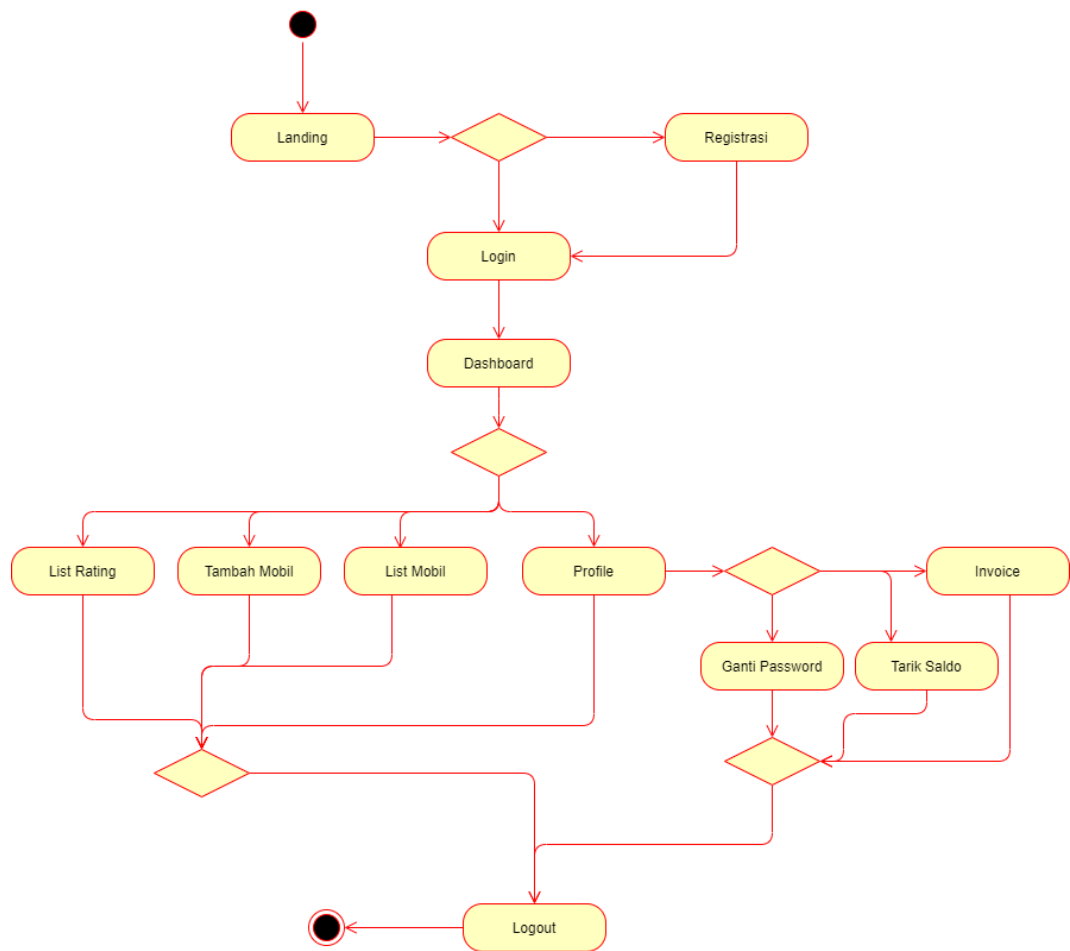 Landing
Registrasi
Login
Dashboard
List Rating
Tambah Mobil
List Mobil
Profile
Invoice
Ganti Password
Tarik Saldo
Logout